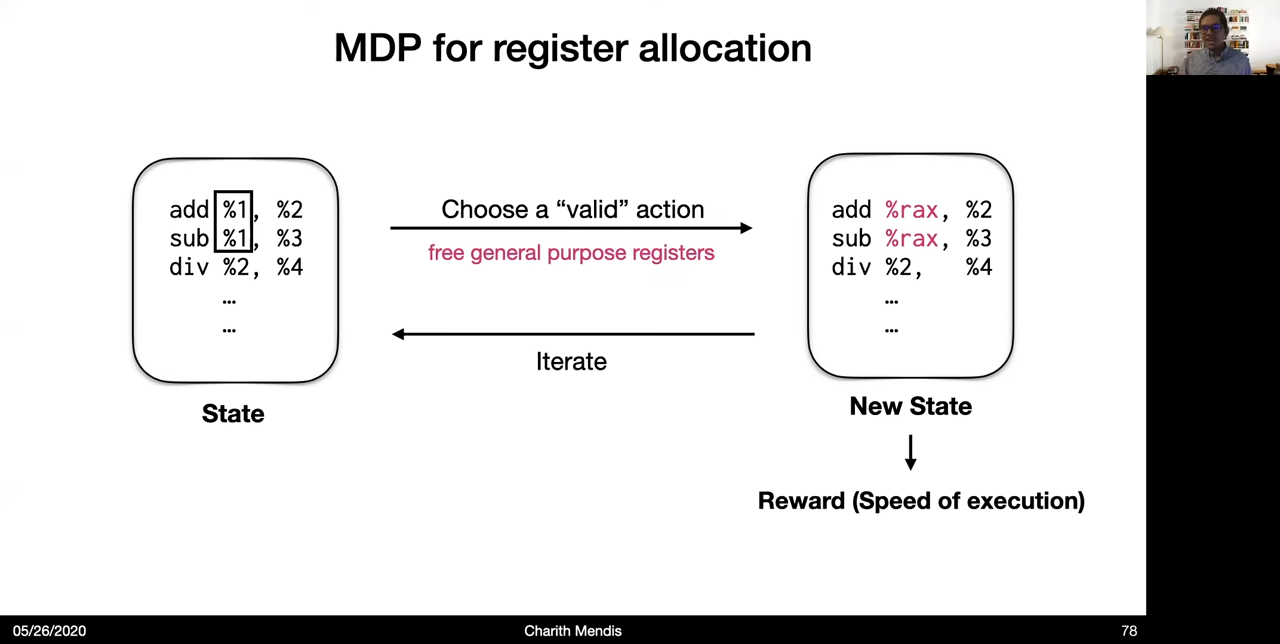 MDP for register allocation
add %1, %2
sub %1, %3
div %2, %4
…
…
State
Choose a “valid” action
free general purpose registers
Iterate
add %rax, %2
sub %rax, %3
div %2, %4
…
…
New State
Reward (Speed of execution)
05/26/2020
Charith Mendis
78